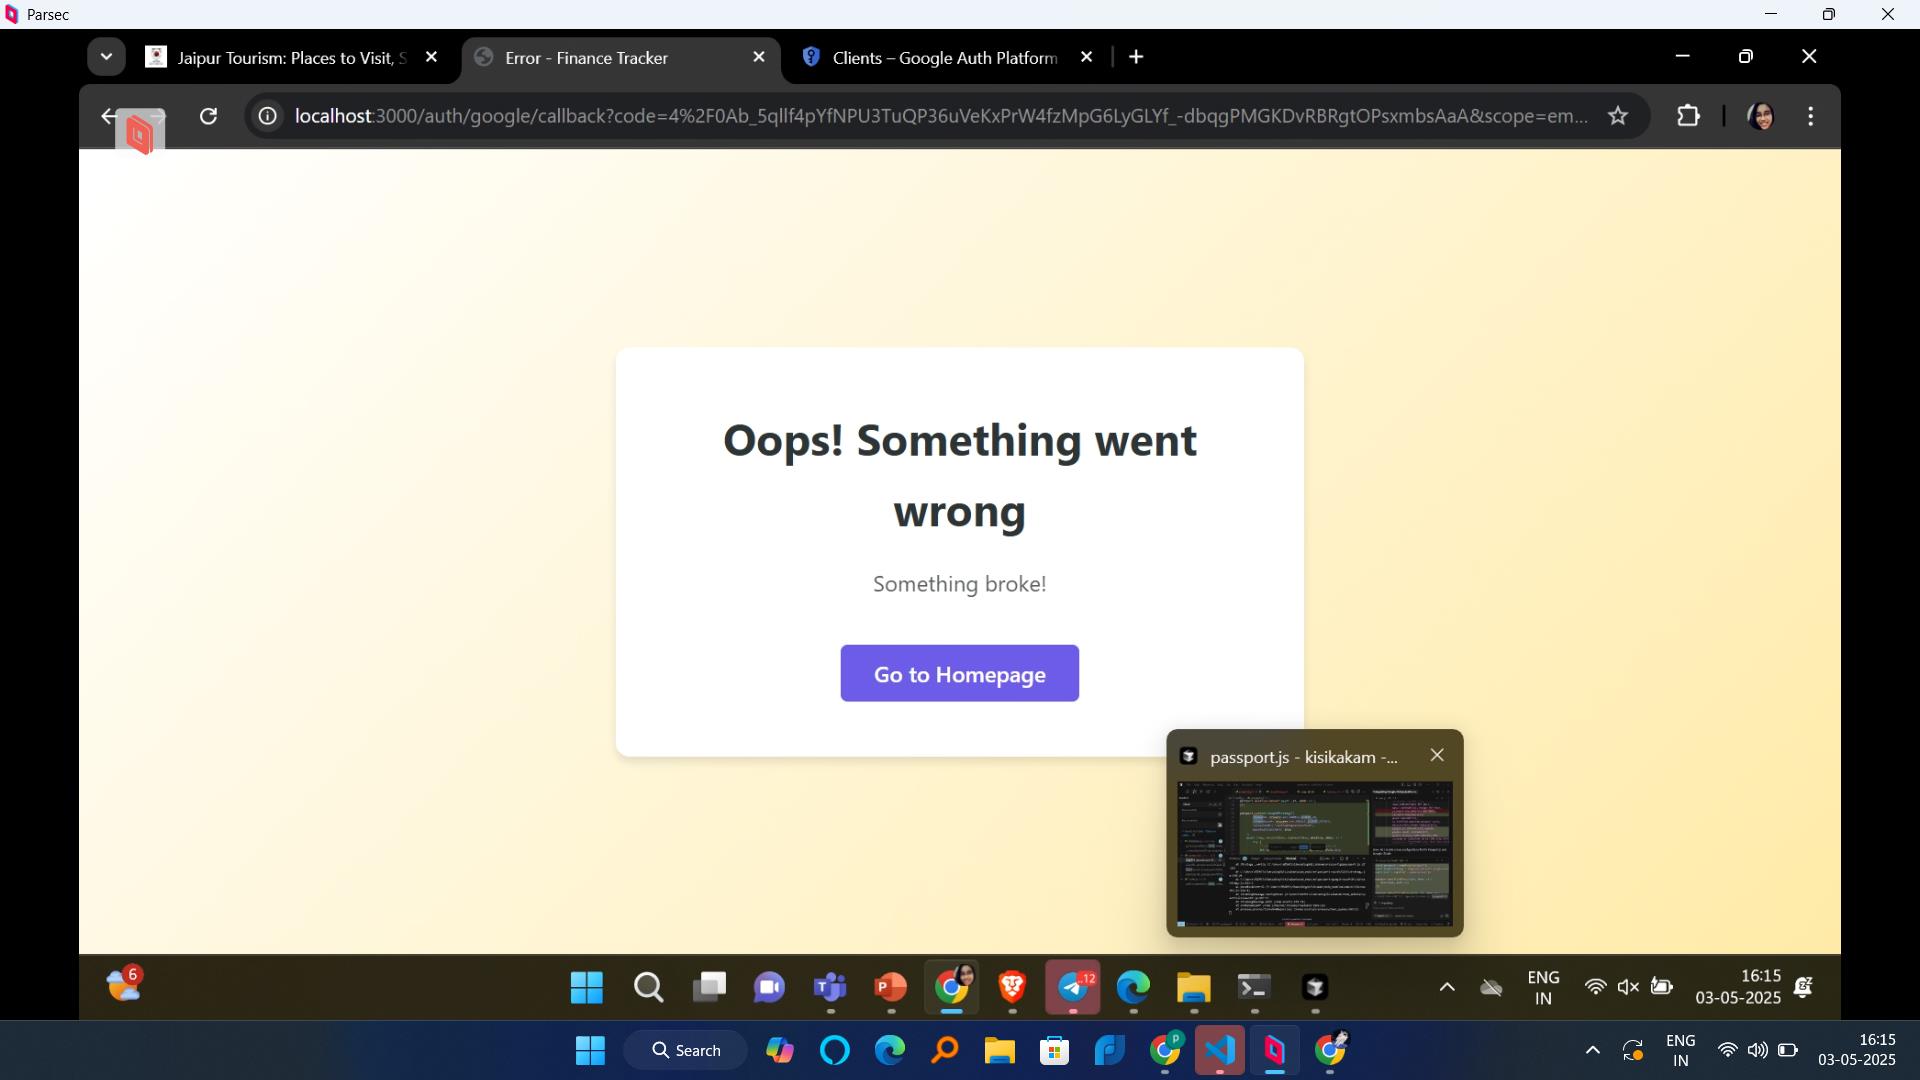 Parsec
Jaipur Tourism: Places to Visit, S
Error - Finance Tracker
Clients – Google Auth Platform
localhost:3000/auth/google/callback?code=4%2F0Ab_5qllf4pYfNPU3TuQP36uVeKxPrW4fzMpG6LyGLYf_-dbqgPMGKDvRBRgtOPsxmbsAaA&scope=em...
Oops! Something went
wrong
Something broke!
Go to Homepage
passport.js - kisikakam -...
6
12
ENG
IN
16:15
03-05-2025
Search
ENG
IN
16:15
03-05-2025